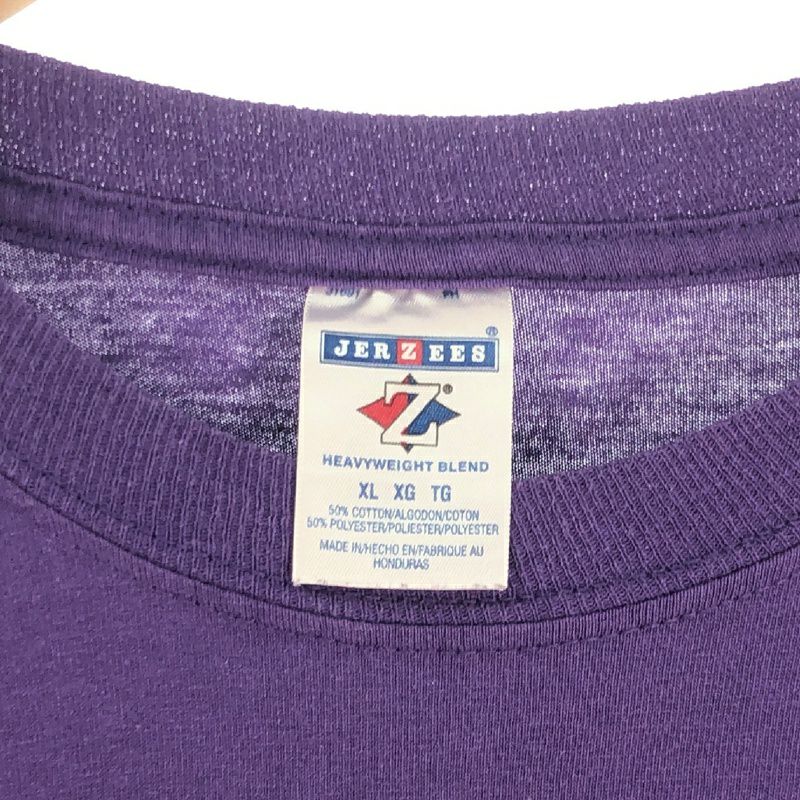 JERZEES®
Z®
HEAVYWEIGHT BLEND
XL XG TG
50% COTTON/ALGODON/COTON
50% POLYESTER/POLIESTER/POLYESTER
MADE IN/HECHO EN/FABRIQUE AU
HONDURAS